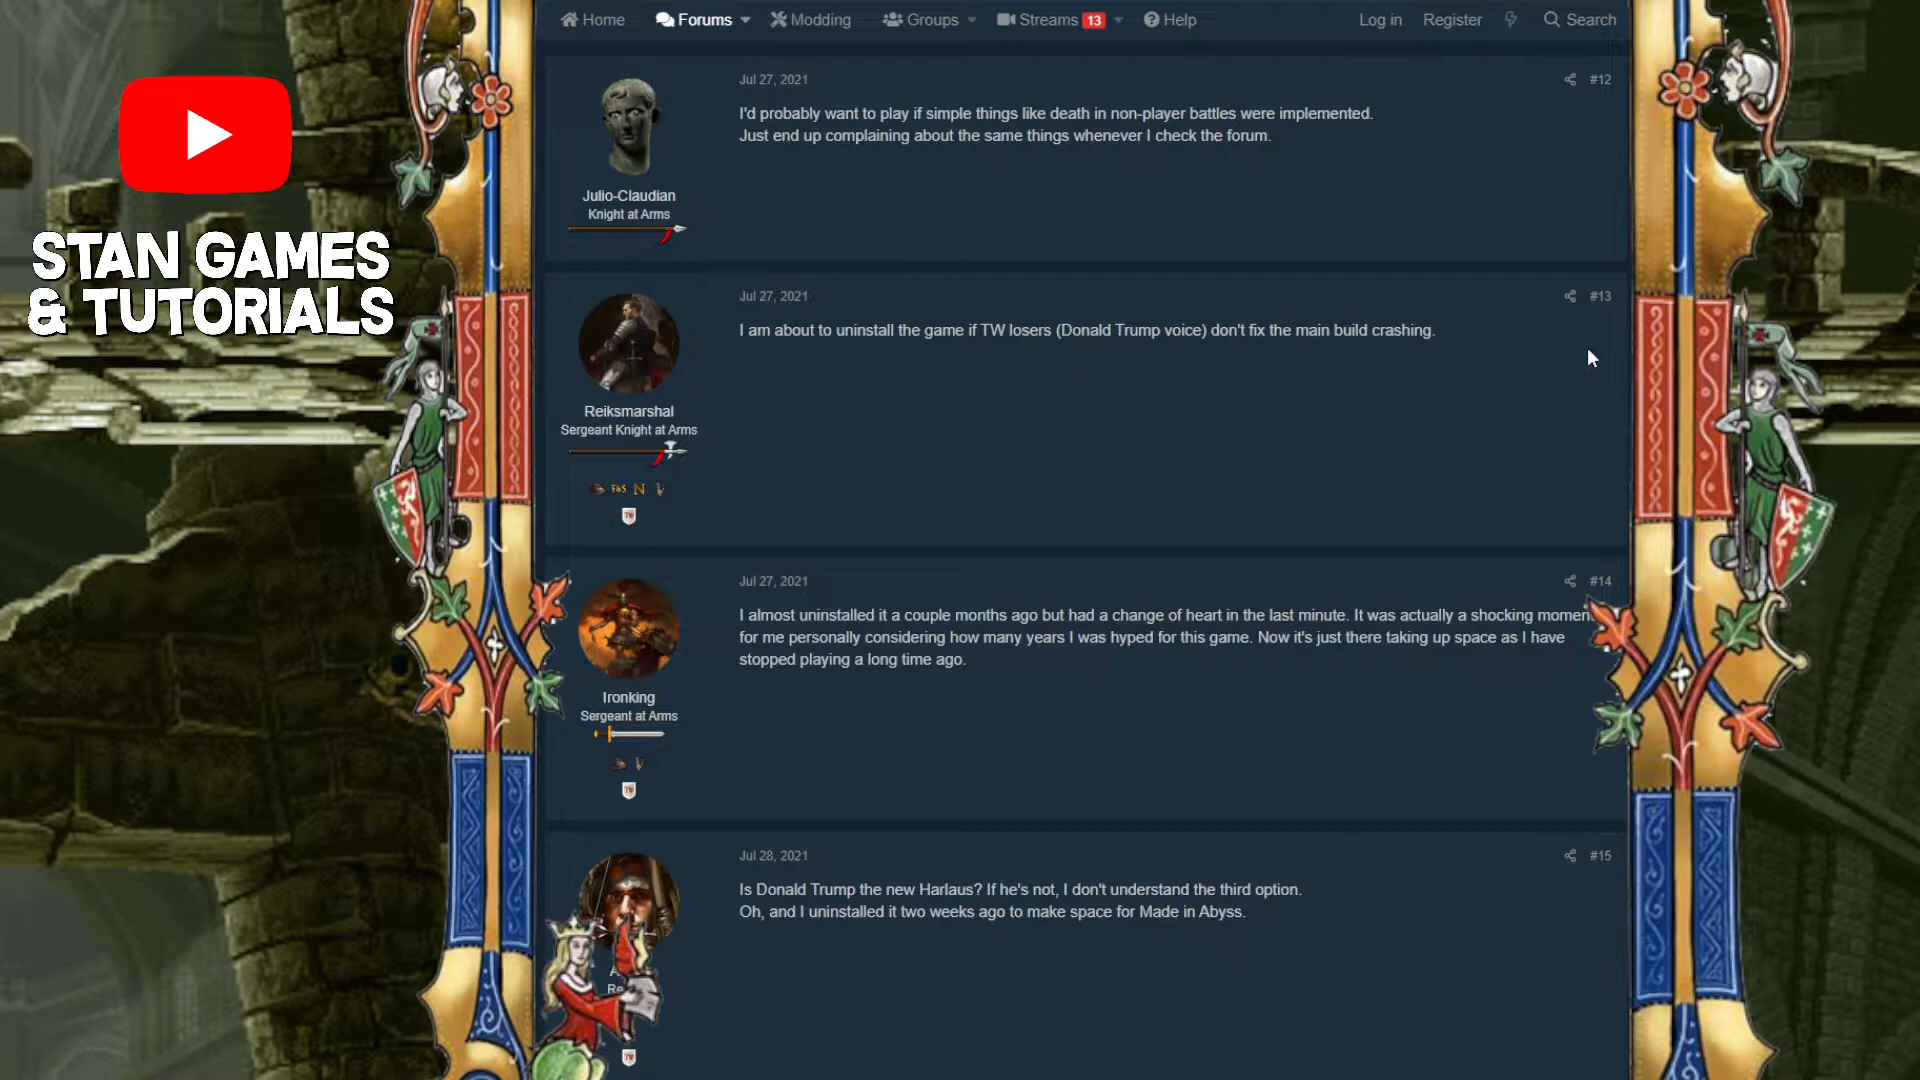 Home
Forums
Modding
Groups
Streams 13
Help
Log in
Register
Search
STAN GAMES
& TUTORIALS
Jul 27, 2021
#12
I'd probably want to play if simple things like death in non-player battles were implemented.
Just end up complaining about the same things whenever I check the forum.
Julio-Claudian
Knight at Arms
Jul 27, 2021
#13
I am about to uninstall the game if TW losers (Donald Trump voice) don't fix the main build crashing.
Reiksmarshal
Sergeant Knight at Arms
Jul 27, 2021
#14
I almost uninstalled it a couple months ago but had a change of heart in the last minute. It was actually a shocking moment
for me personally considering how many years I was hyped for this game. Now it's just there taking up space as I have
stopped playing a long time ago.
Ironking
Sergeant at Arms
Jul 28, 2021
#15
Is Donald Trump the new Harlaus? If he's not, I don't understand the third option.
Oh, and I uninstalled it two weeks ago to make space for Made in Abyss.